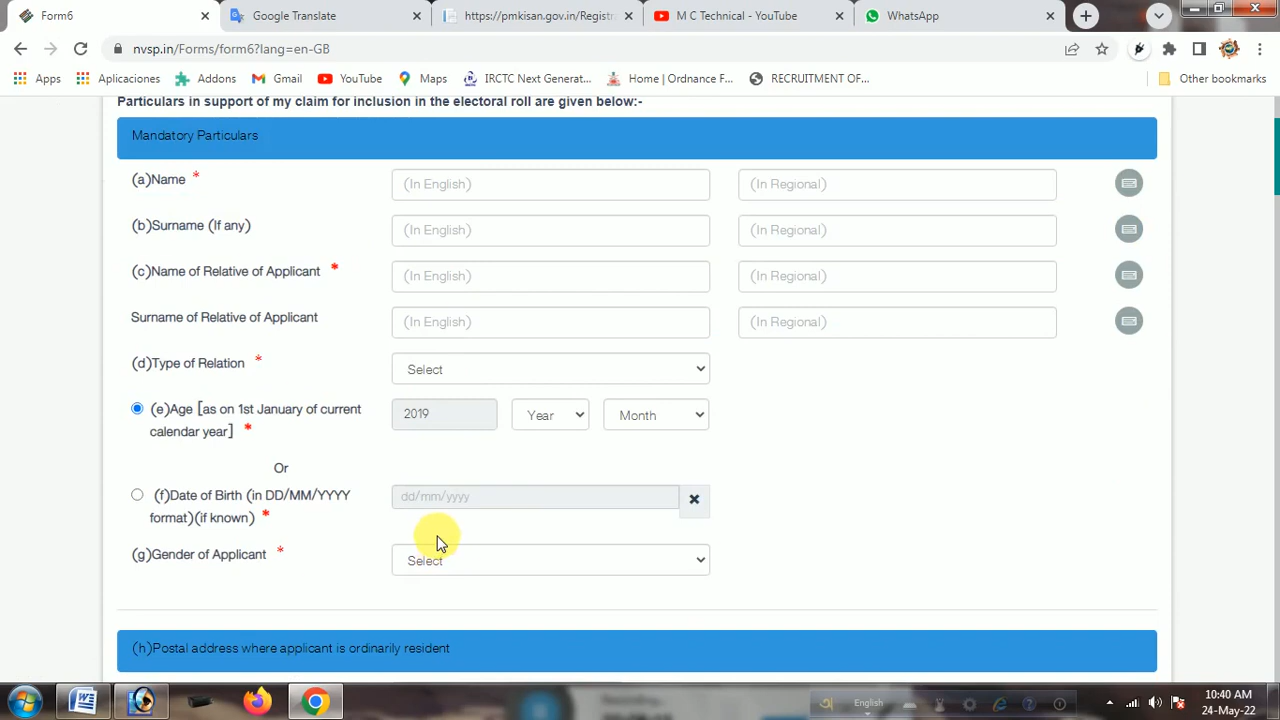 Form6
Google Translate
https://pmkisan.gov.in/Registr
M C Technical - YouTube
WhatsApp
nvsp.in/Forms/form6?lang=en-GB
Apps
Aplicaciones
Addons
Gmail
YouTube
Maps
IRCTC Next Generat...
Home | Ordnance F...
RECRUITMENT OF...
Other bookmarks
Particulars in support of my claim for inclusion in the electoral roll are given below:-
Mandatory Particulars
(a)Name *
(In English)
(In Regional)
(b)Surname (If any)
(In English)
(In Regional)
(c)Name of Relative of Applicant *
(In English)
(In Regional)
Surname of Relative of Applicant
(In English)
(In Regional)
(d)Type of Relation *
Select
(e)Age [as on 1st January of current
calendar year] *
2019
Year
Month
Or
(f)Date of Birth (in DD/MM/YYYY
format)(if known) *
dd/mm/yyyy
(g)Gender of Applicant *
Select
(h)Postal address where applicant is ordinarily resident
English
10:40 AM
24-May-22